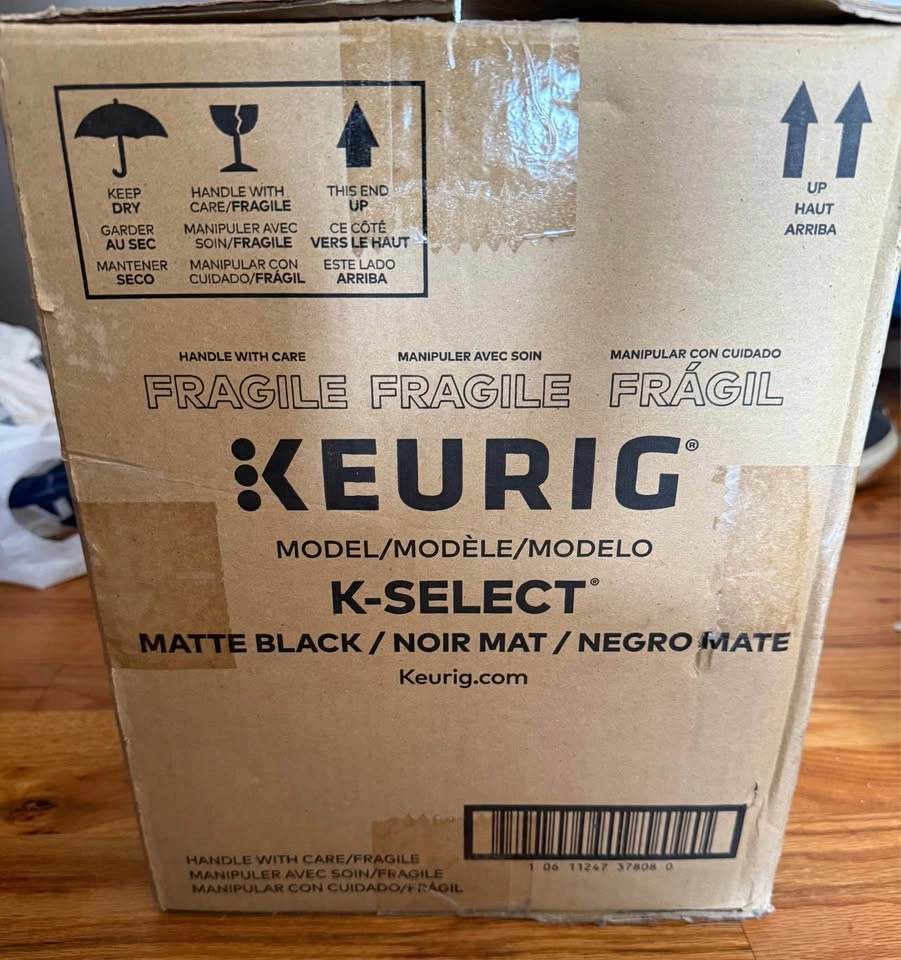 KEEP
DRY
GARDER
AU SEC
MANTENER
SECO
HANDLE WITH
CARE/FRAGILE
MANIPULER AVEC
SOIN/FRAGILE
MANIPULAR CON
CUIDADO/FRÁGIL
THIS END
UP
CE CÔTÉ
VERS LE HAUT
ESTE LADO
ARRIBA
UP
HAUT
ARRIBA
HANDLE WITH CARE
FRAGILE
MANIPULER AVEC SOIN
FRAGILE
MANIPULAR CON CUIDADO
FRÁGIL
KEURIG®
MODEL/MODÈLE/MODELO
K-SELECT®
MATTE BLACK / NOIR MAT / NEGRO MATE
Keurig.com
HANDLE WITH CARE/FRAGILE
MANIPULER AVEC SOIN/FRAGILE
MANIPULAR CON CUIDADO/FRÁGIL
1 06 11247 37808 0